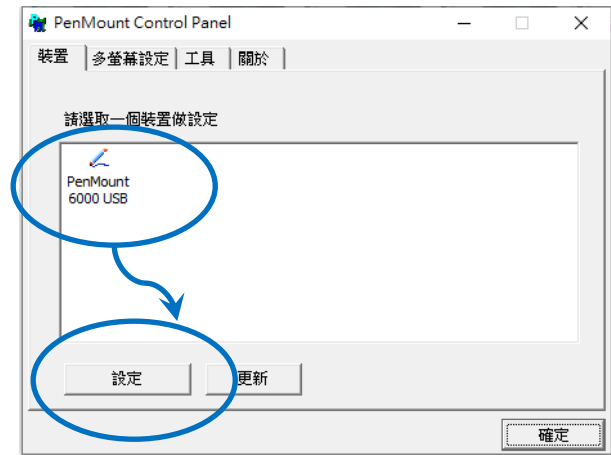 PenMount Control Panel
裝置 多螢幕設定 工具 關於
請選取一個裝置做設定
PenMount
6000 USB
設定 更新
確定